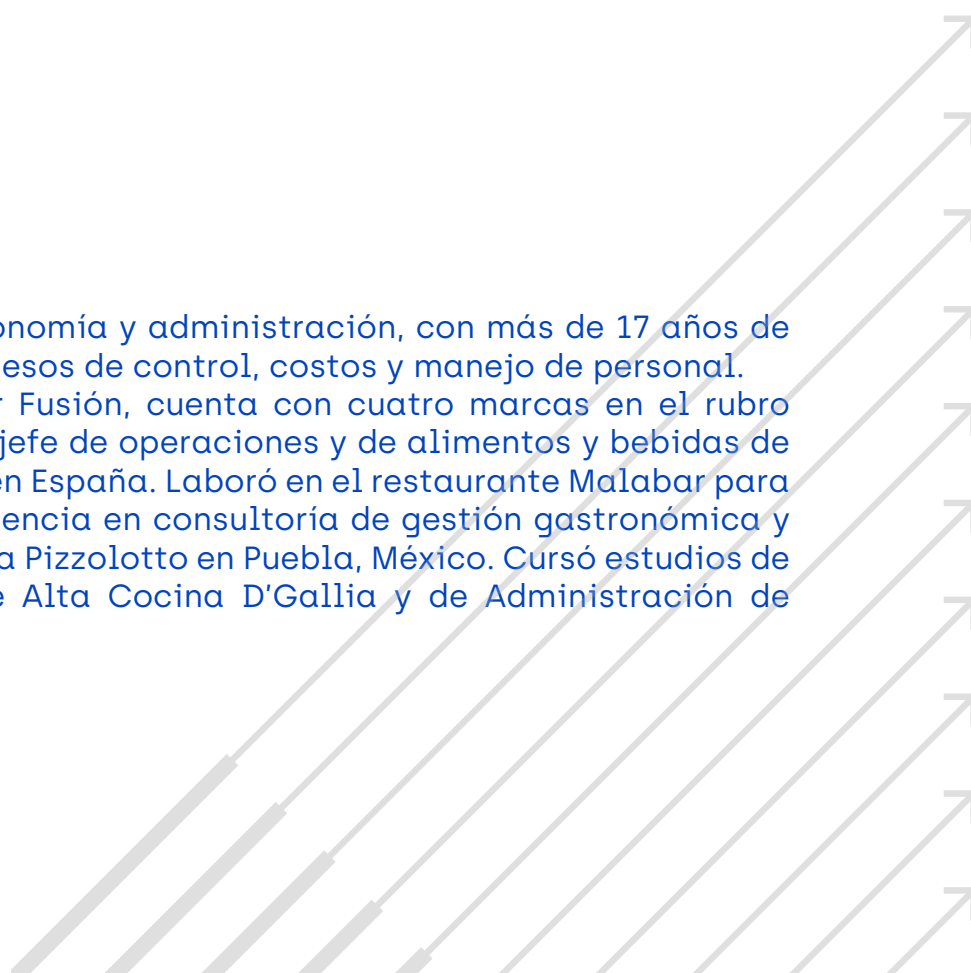 onomía y administración, con más de 17 años de
esos de control, costos y manejo de personal.
r Fusión, cuenta con cuatro marcas en el rubro
jefe de operaciones y de alimentos y bebidas de
en España. Laboró en el restaurante Malabar para
encia en consultoría de gestión gastronómica y
a Pizzolotto en Puebla, México. Cursó estudios de
e Alta Cocina D’Gallia y de Administración de